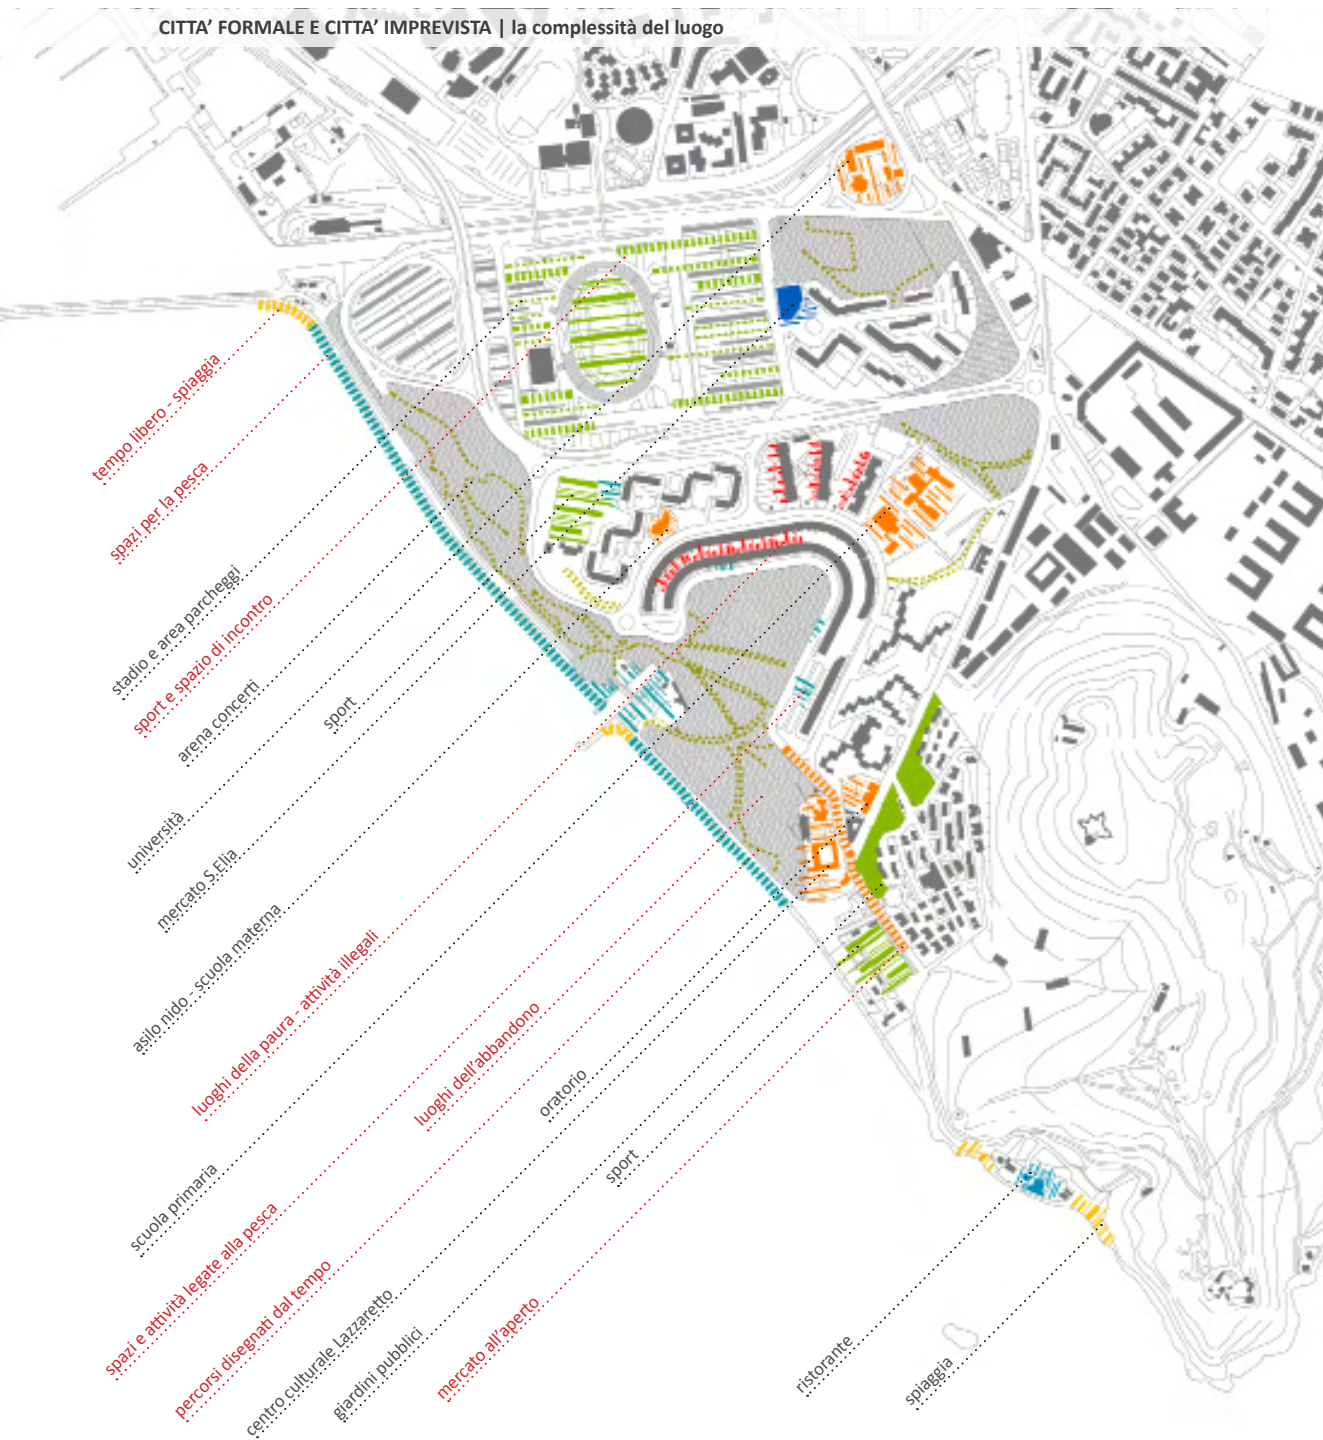 CITTA’ FORMALE E CITTA’ IMPREVISTA | la complessità del luogo
tempo libero - spiaggia
spazi per la pesca
stadio e area parcheggi
sport e spazio di incontro
arena concerti
sport
università
mercato S.Elia
asilo nido - scuola materna
luoghi della paura - attività illegali
scuola primaria
luoghi dell'abbandono
oratorio
sport
spazi e attività legate alla pesca
percorsi disegnati dal tempo
centro culturale Lazzaretto
giardini pubblici
mercato all'aperto
ristorante
spiaggia